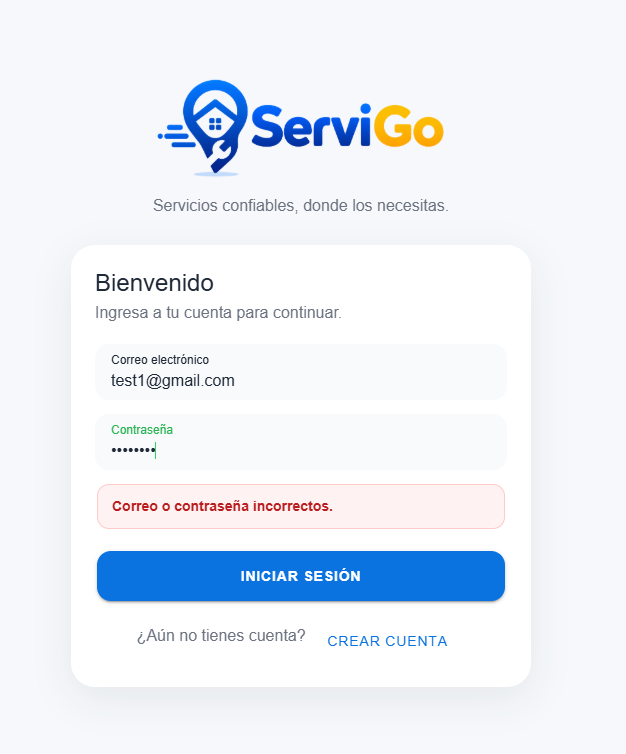 ServiGo
Servicios confiables, donde los necesitas.
Bienvenido
Ingresa a tu cuenta para continuar.
Correo electrónico
test1@gmail.com
Contraseña
••••••••
Correo o contraseña incorrectos.
INICIAR SESIÓN
¿Aún no tienes cuenta? CREAR CUENTA